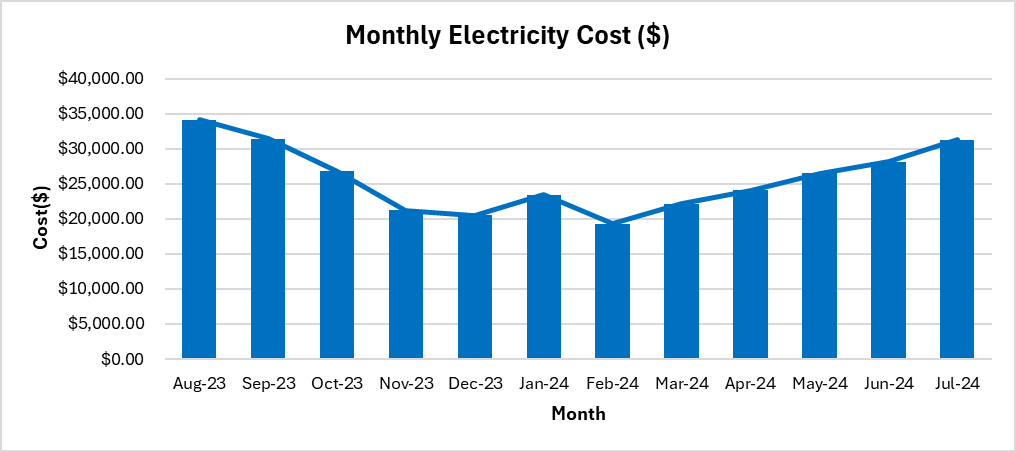 Monthly Electricity Cost ($)
$40,000.00
$35,000.00
$30,000.00
$25,000.00
$20,000.00
$15,000.00
$10,000.00
$5,000.00
$0.00
Cost($)
Aug-23 Sep-23 Oct-23 Nov-23 Dec-23 Jan-24 Feb-24 Mar-24 Apr-24 May-24 Jun-24 Jul-24
Month